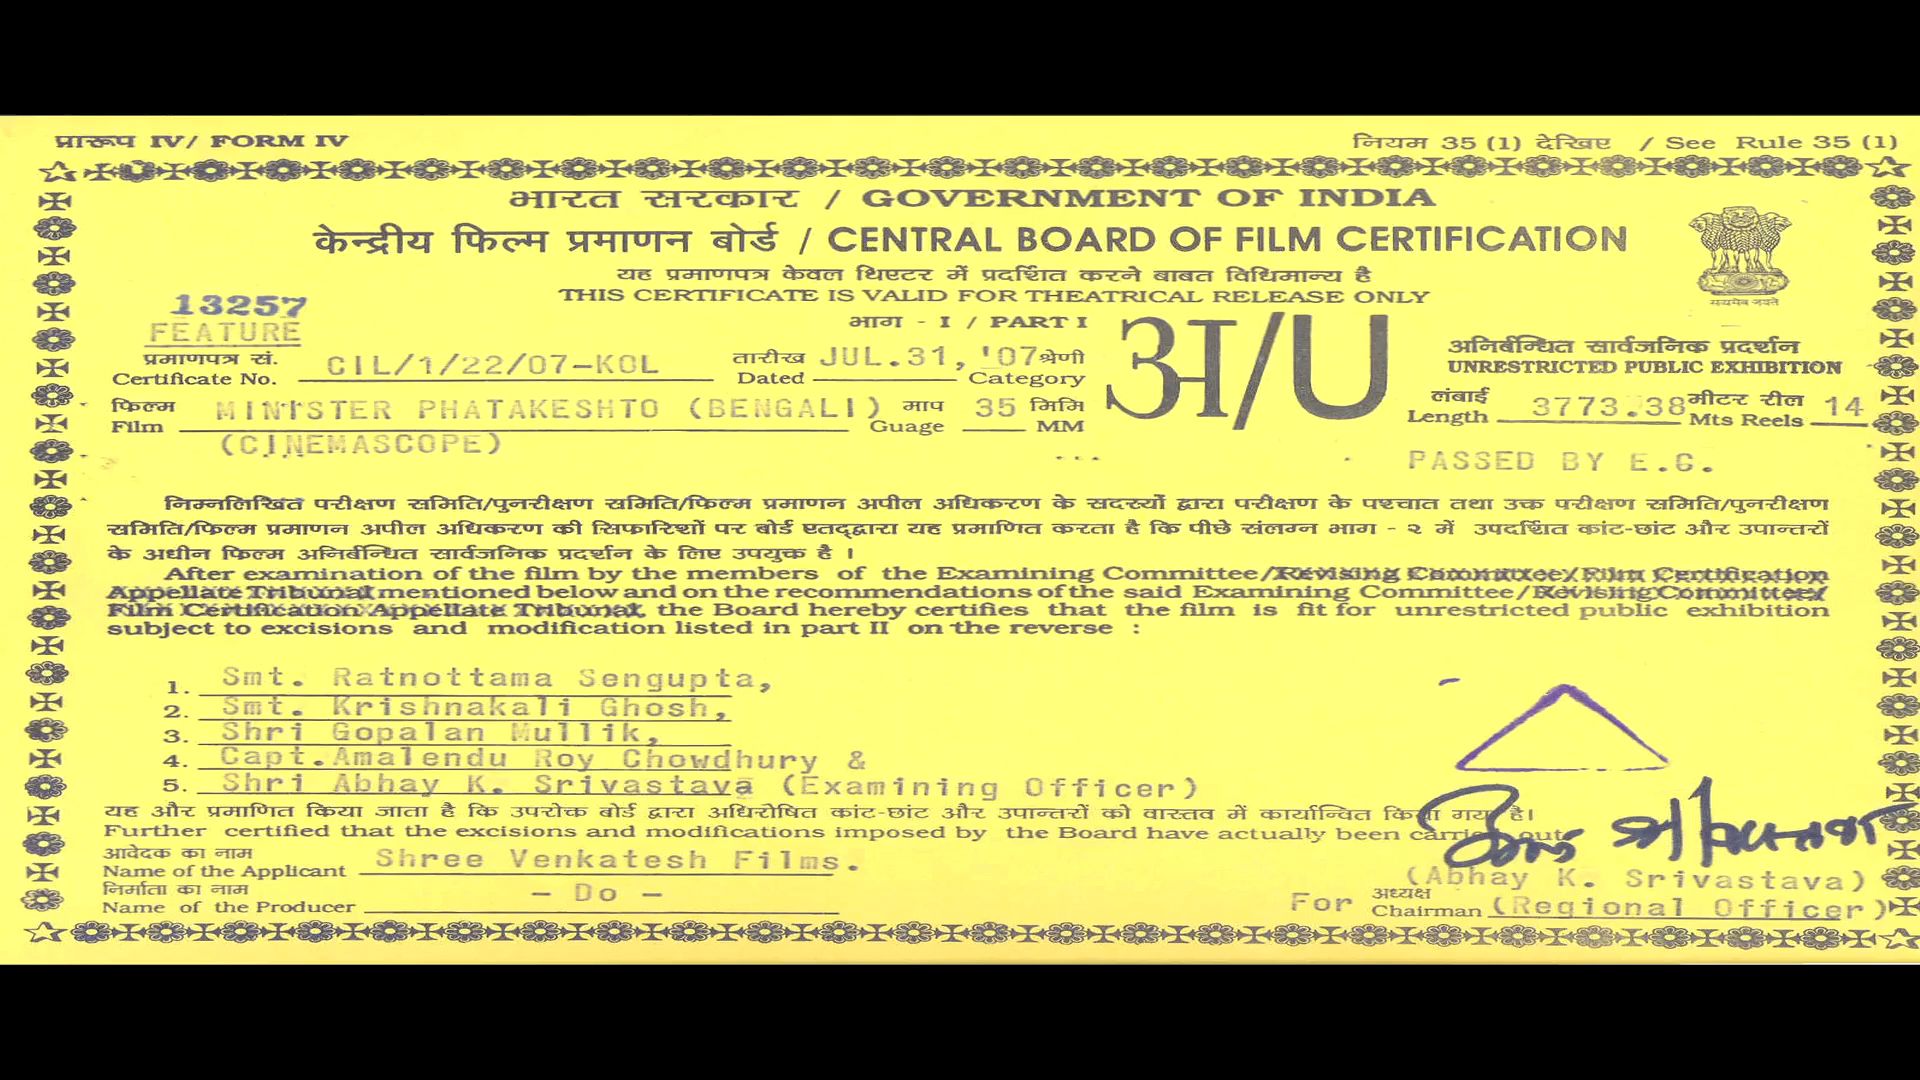 प्रारूप IV/ FORM IV
नियम 35 (1) देखिए / See Rule 35 (1)
भारत सरकार / GOVERNMENT OF INDIA
केन्द्रीय फिल्म प्रमाणन बोर्ड / CENTRAL BOARD OF FILM CERTIFICATION
यह प्रमाणपत्र केवल थिएटर में प्रदर्शित करने बाबत विधिमान्य है
THIS CERTIFICATE IS VALID FOR THEATRICAL RELEASE ONLY
सत्यमेव जयते
13257
FEATURE
भाग - I / PART I
अ/U
प्रमाणपत्र सं. CIL/1/22/07-KOL तारीख JUL.31,'07 श्रेणी
Certificate No. Dated Category
अनिर्बन्धित सार्वजनिक प्रदर्शन
UNRESTRICTED PUBLIC EXHIBITION
फिल्म MINISTER PHATAKESHTO (BENGALI) माप 35 मिमि
Film Guage MM
(CINEMASCOPE)
लंबाई 3773.38 मीटर रील 14
Length Mts Reels
PASSED BY E.C.
निम्नलिखित परीक्षण समिति/पुनरीक्षण समिति/फिल्म प्रमाणन अपील अधिकरण के सदस्यों द्वारा परीक्षण के पश्चात तथा उक्त परीक्षण समिति/पुनरीक्षण
समिति/फिल्म प्रमाणन अपील अधिकरण की सिफारिशों पर बोर्ड एतद्द्वारा यह प्रमाणित करता है कि पीछे संलग्न भाग - २ में उपदर्शित कांट-छांट और उपान्तरों
के अधीन फिल्म अनिर्बन्धित सार्वजनिक प्रदर्शन के लिए उपयुक्त है ।
After examination of the film by the members of the Examining Committee/Revising Committee/Film Certification
Appellate Tribunal mentioned below and on the recommendations of the said Examining Committee/Revising Committee/
Film Certification Appellate Tribunal, the Board hereby certifies that the film is fit for unrestricted public exhibition
subject to excisions and modification listed in part II on the reverse :
1. Smt. Ratnottama Sengupta,
2. Smt. Krishnakali Ghosh,
3. Shri Gopalan Mullik,
4. Capt.Amalendu Roy Chowdhury &
5. Shri Abhay K. Srivastava (Examining Officer)
यह और प्रमाणित किया जाता है कि उपरोक्त बोर्ड द्वारा अधिरोपित कांट-छांट और उपान्तरों को वास्तव में कार्यान्वित किया गया है।
Further certified that the excisions and modifications imposed by the Board have actually been carried out
आवेदक का नाम Shree Venkatesh Films.
Name of the Applicant
निर्माता का नाम - Do -
Name of the Producer
(Abhay K. Srivastava)
For अध्यक्ष
Chairman (Regional Officer)